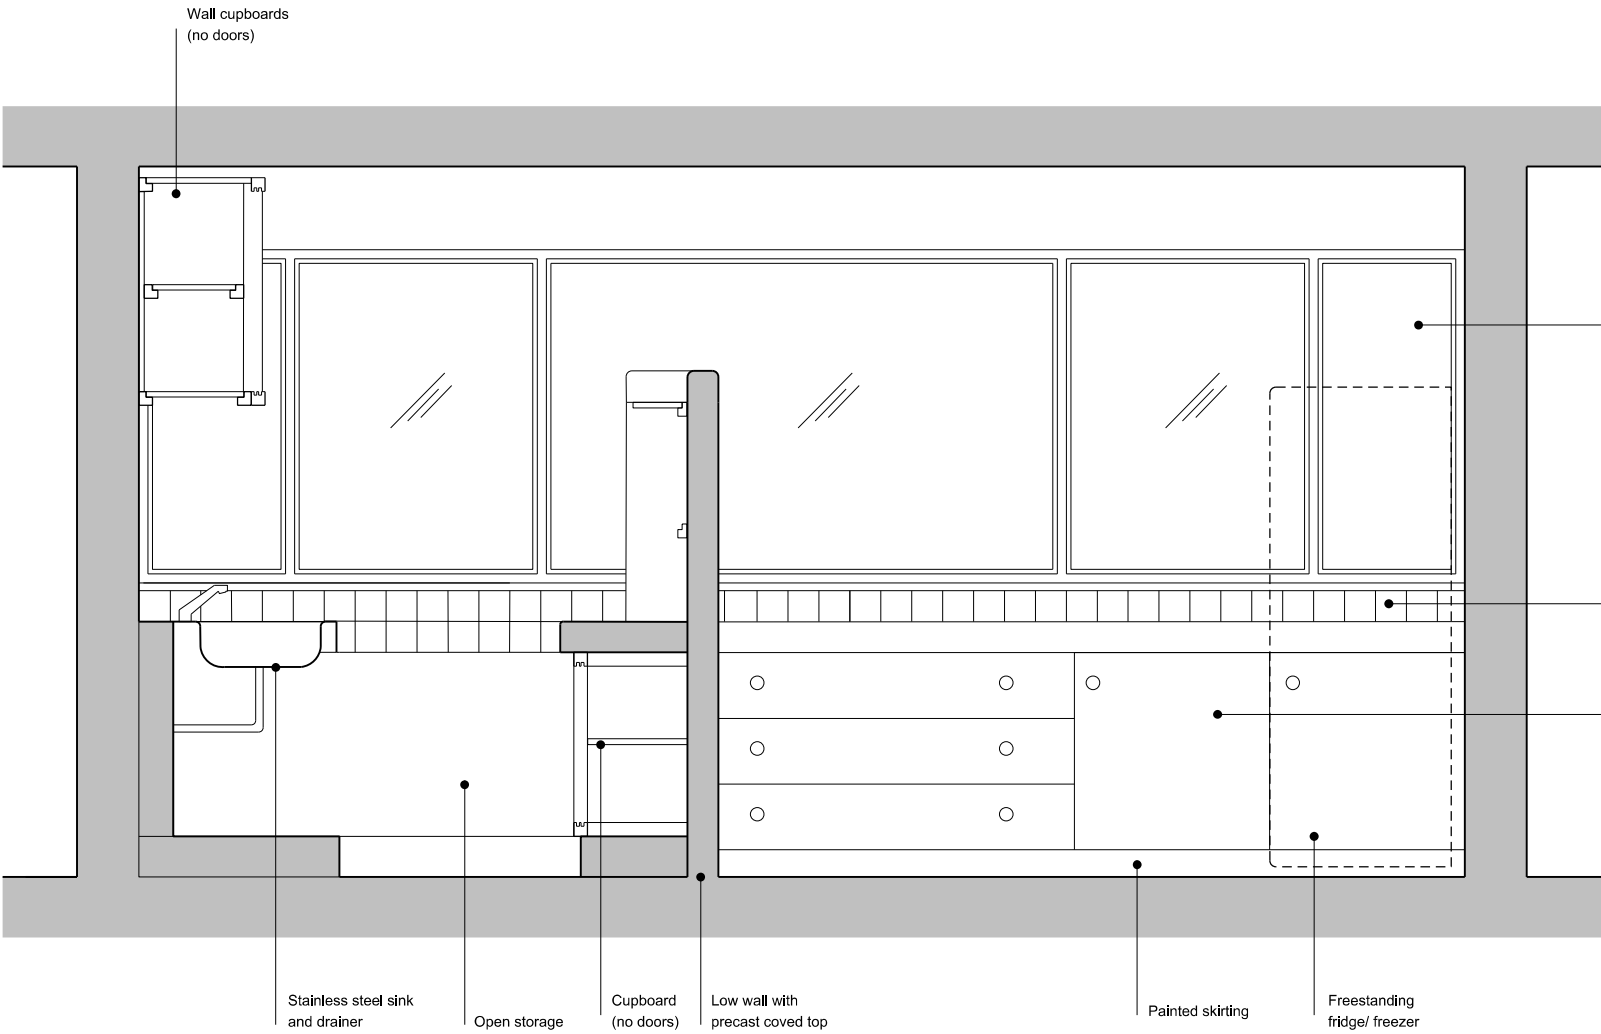 Wall cupboards
(no doors)
Stainless steel sink
and drainer
Open storage
Cupboard
(no doors)
Low wall with
precast coved top
Painted skirting
Freestanding
fridge/ freezer